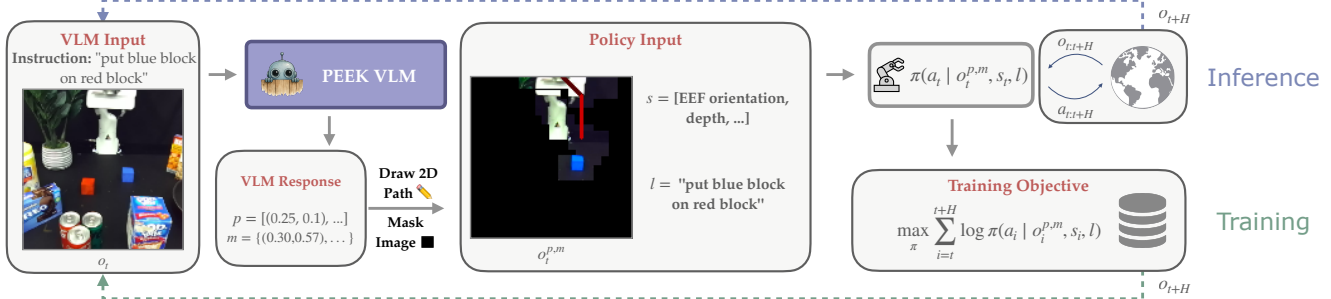 VLM Input
Instruction: "put blue block
on red block"
o_t
PEEK VLM
VLM Response
p = [(0.25, 0.1), ...]
m = {(0.30,0.57), . . . }
Draw 2D
Path
Mask
Image
Policy Input
o_t^{p,m}
s = [EEF orientation,
depth, ...]
l = "put blue block
on red block"
π(a_t | o_t^{p,m}, s_t, l)
o_{t:t+H}
a_{t:t+H}
o_{t+H}
Inference
Training Objective
max_π ∑_{i=t}^{t+H} log π(a_i | o_i^{p,m}, s_i, l)
Training
o_{t+H}